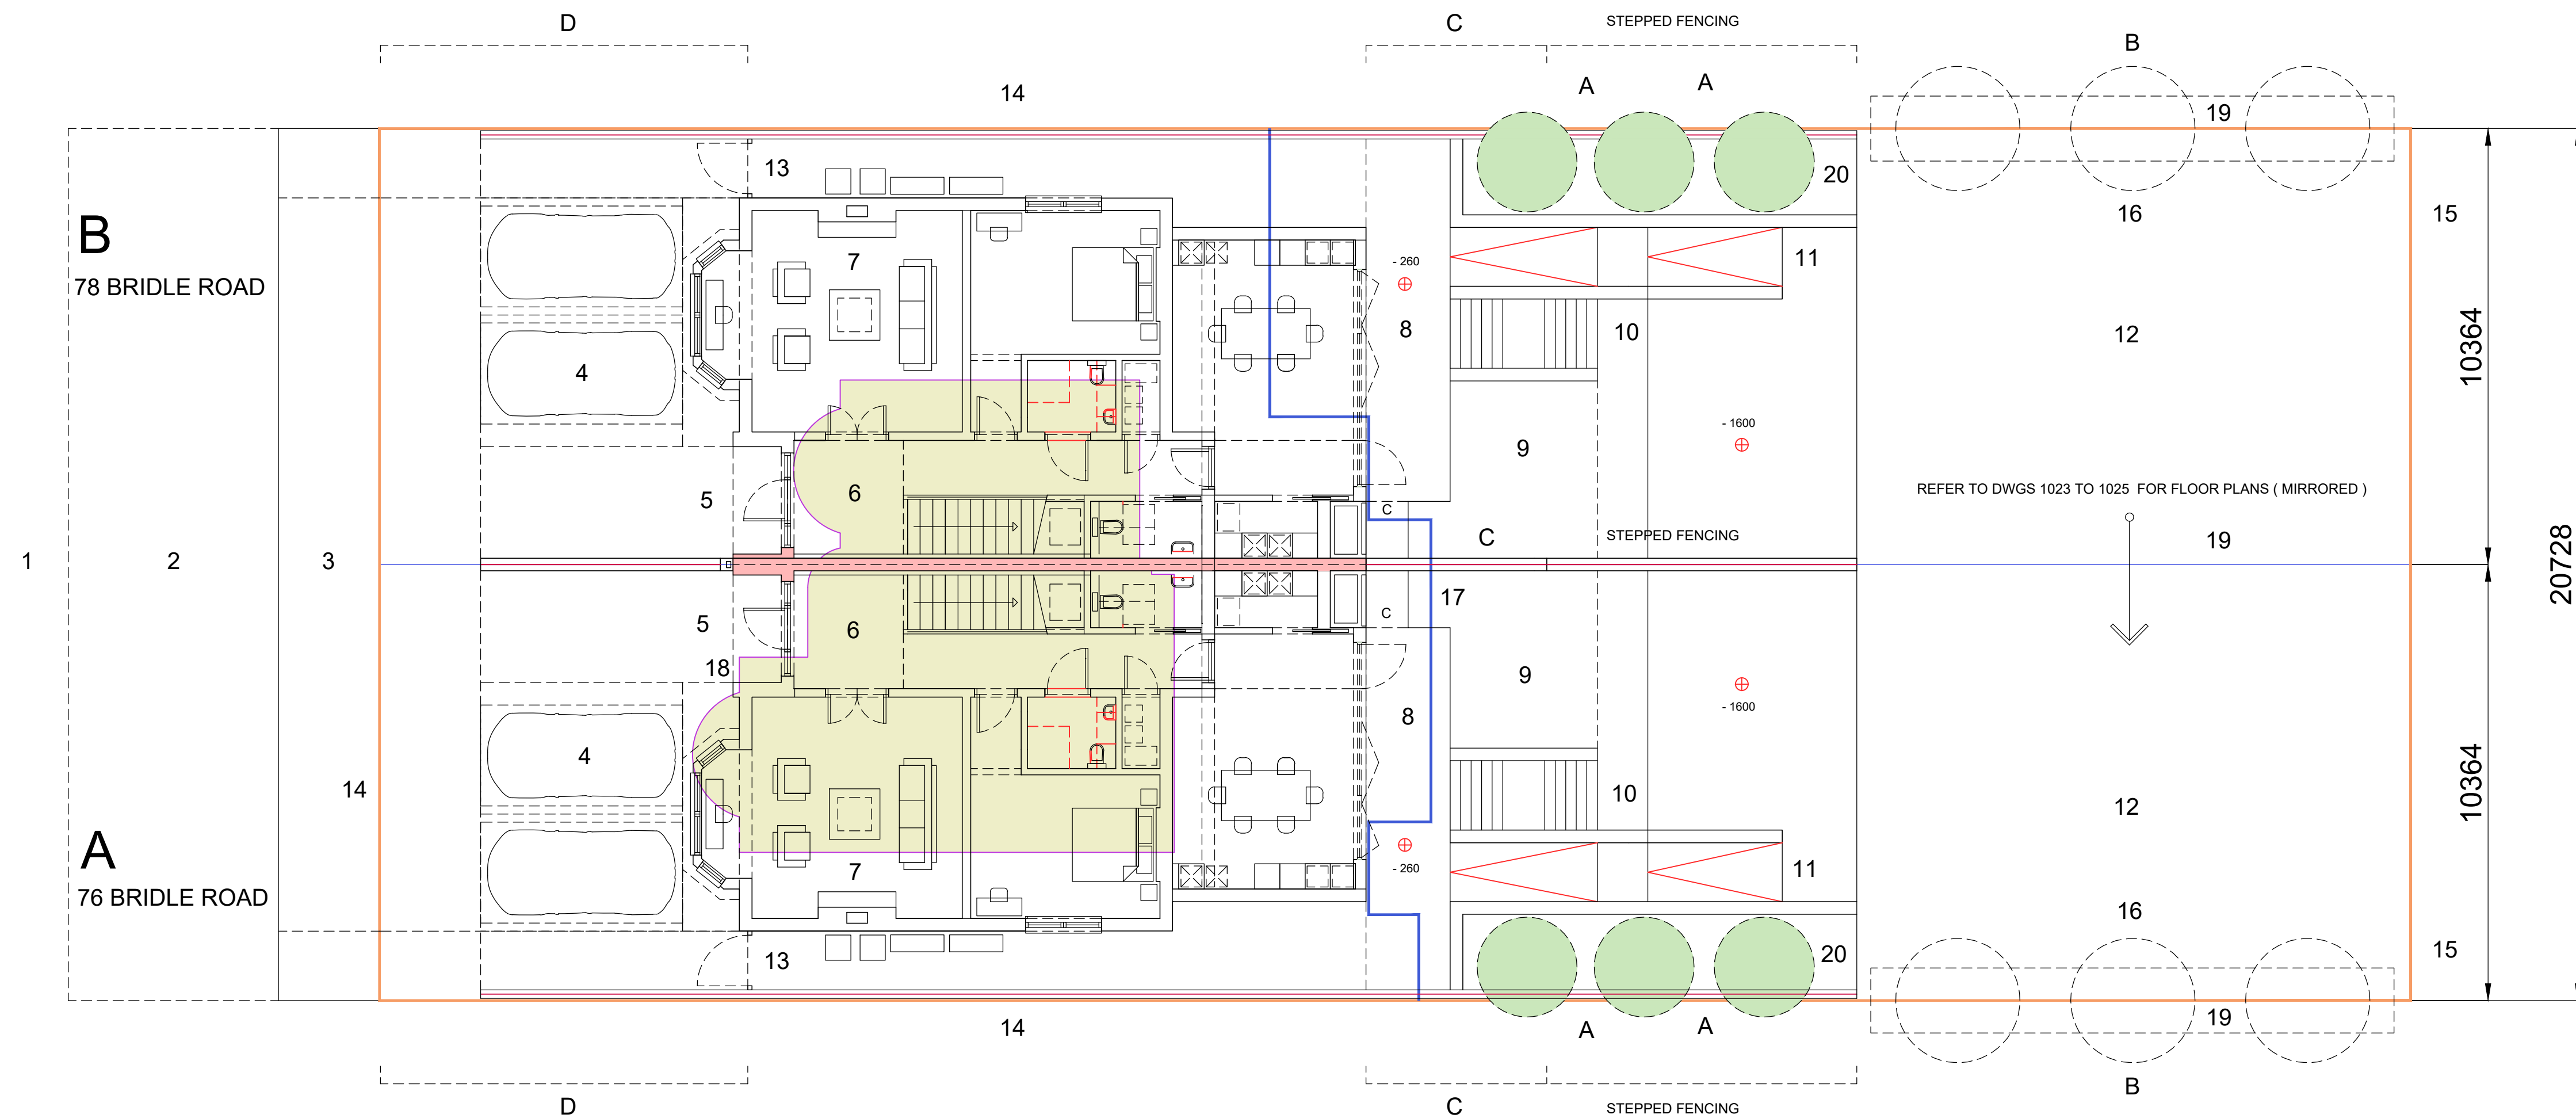 D
C
STEPPED FENCING
B
14
A
A
19
13
20
16
15
B
78 BRIDLE ROAD
7
- 260
11
8
10
12
10364
4
- 1600
9
5
6
REFER TO DWGS 1023 TO 1025 FOR FLOOR PLANS ( MIRRORED )
C
C
STEPPED FENCING
19
1
2
3
20728
17
C
5
6
18
9
- 1600
8
4
14
10
12
10364
A
76 BRIDLE ROAD
7
- 260
11
16
13
20
15
14
A
A
19
D
C
STEPPED FENCING
B